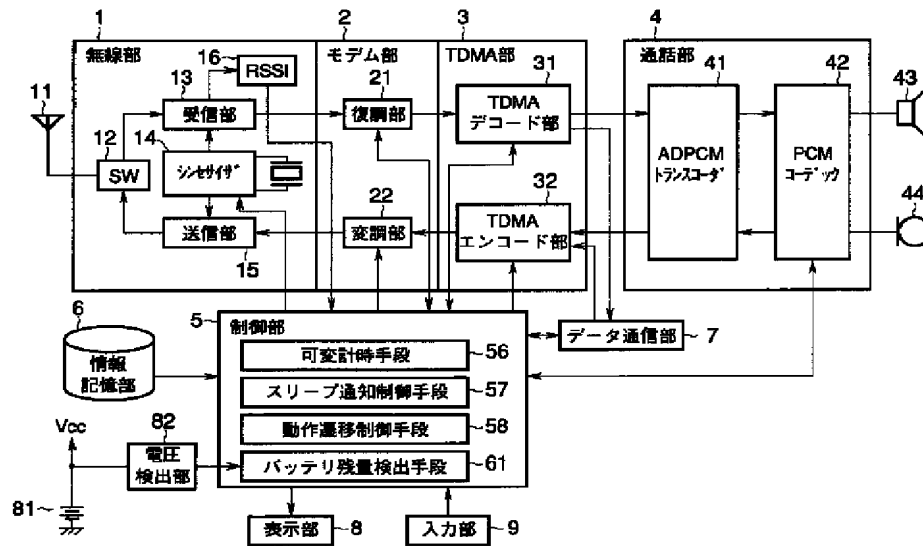 1
2
3
4
無線部
16
モデム部
TDMA部
通話部
11
13
RSSI
21
31
41
42
43
受信部
復調部
TDMA
デコード部
12
14
SW
シンセサイザ
ADPCM
トランスコーダ
PCM
コーデック
32
22
44
送信部
変調部
TDMA
エンコード部
15
5
制御部
6
データ通信部
7
情報
記憶部
可変計時手段
56
スリープ通知制御手段
57
Vcc
82
動作遷移制御手段
58
電圧
検出部
バッテリ残量検出手段
61
81
表示部
8
入力部
9